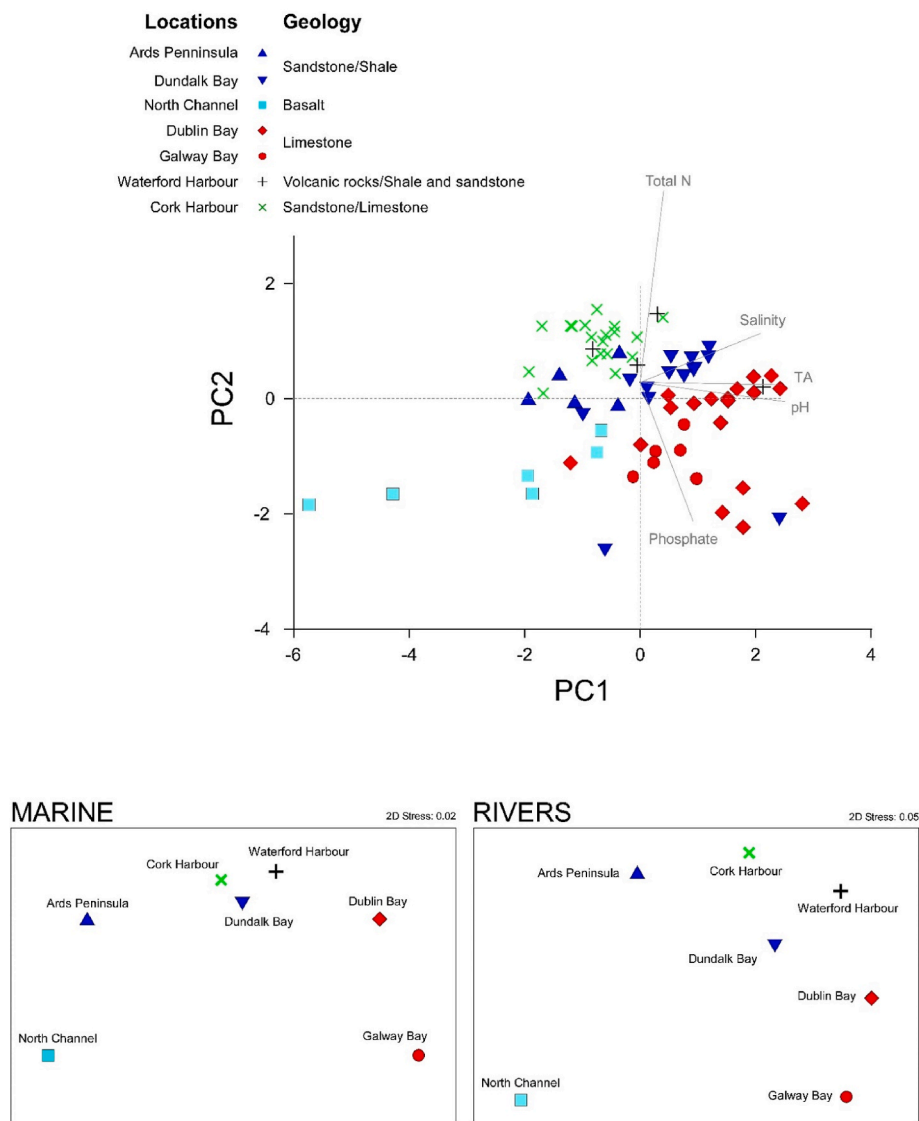 Locations Geology
Ards Penninsula
Sandstone/Shale
Dundalk Bay
North Channel Basalt
Dublin Bay
Limestone
Galway Bay
Waterford Harbour Volcanic rocks/Shale and sandstone
Cork Harbour Sandstone/Limestone
Total N
2
Salinity
TA
pH
0
PC2
-2
Phosphate
-4
-6 -4 -2 0 2 4
PC1
MARINE 2D Stress: 0.02
Waterford Harbour
Cork Harbour
Ards Peninsula
Dublin Bay
Dundalk Bay
North Channel
Galway Bay
RIVERS 2D Stress: 0.05
Ards Peninsula
Cork Harbour
Waterford Harbour
Dundalk Bay
Dublin Bay
North Channel
Galway Bay